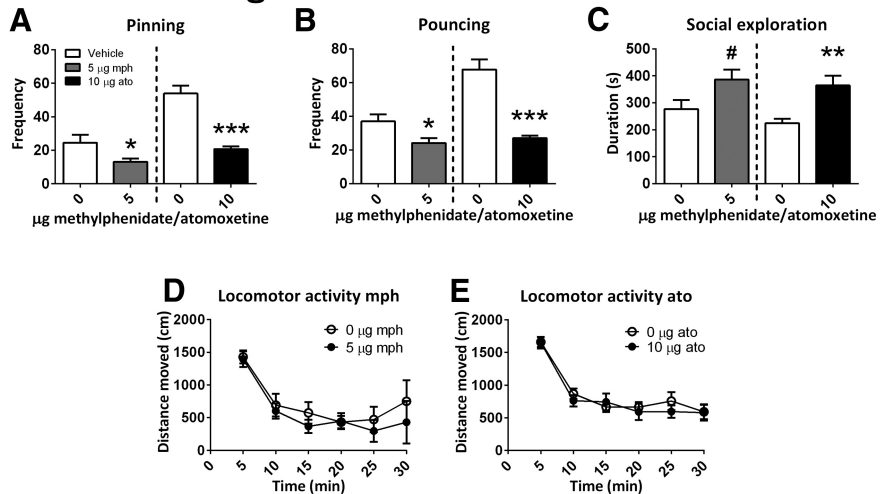 A
Pinning
80
60
40
20
0
Frequency
Vehicle
5 µg mph
10 µg ato
*
***
0
5
0
10
µg methylphenidate/atomoxetine
B
Pouncing
80
60
40
20
0
Frequency
*
***
0
5
0
10
µg methylphenidate/atomoxetine
C
Social exploration
500
400
300
200
100
0
Duration (s)
#
**
0
5
0
10
µg methylphenidate/atomoxetine
D
Locomotor activity mph
2000
1500
1000
500
0
Distance moved (cm)
0 µg mph
5 µg mph
0
5
10
15
20
25
30
Time (min)
E
Locomotor activity ato
2000
1500
1000
500
0
Distance moved (cm)
0 µg ato
10 µg ato
0
5
10
15
20
25
30
Time (min)